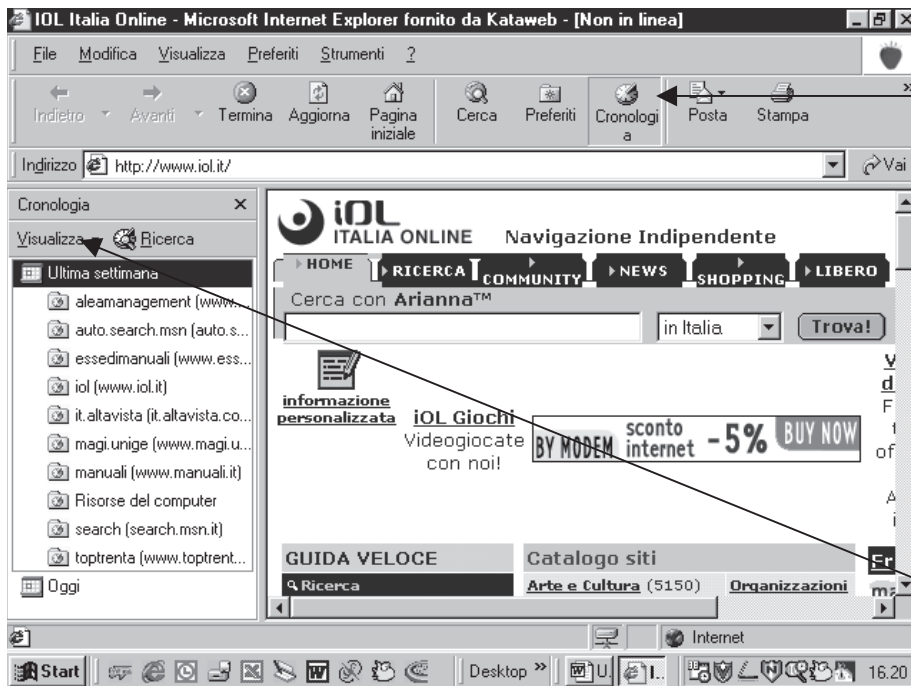 IOL Italia Online - Microsoft Internet Explorer fornito da Kataweb - [Non in linea]
File Modifica Visualizza Preferiti Strumenti ?
Indietro Avanti Termina Aggiorna Pagina iniziale Cerca Preferiti Cronologia Posta Stampa »
Indirizzo http://www.iol.it/ Vai
Cronologia
Visualizza Ricerca
Ultima settimana
aleamanagement (www....
auto.search.msn (auto.s...
essedimanuali (www.ess...
iol (www.iol.it)
it.altavista (it.altavista.co...
magi.unige (www.magi.u...
manuali (www.manuali.it)
Risorse del computer
search (search.msn.it)
toptrenta (www.toptrent...
Oggi
iOL
ITALIA ONLINE Navigazione Indipendente
HOME RICERCA COMMUNITY NEWS SHOPPING LIBERO
Cerca con Arianna™
in Italia Trova!
informazione
personalizzata
iOL Giochi
Videogiocate
con noi!
BY MODEM sconto internet -5% BUY NOW
V
d
F
t
of
A
i
GUIDA VELOCE Catalogo siti Fr
Ricerca Arte e Cultura (5150) Organizzazioni ma
Internet
Start Desktop » U. I.. 16.20